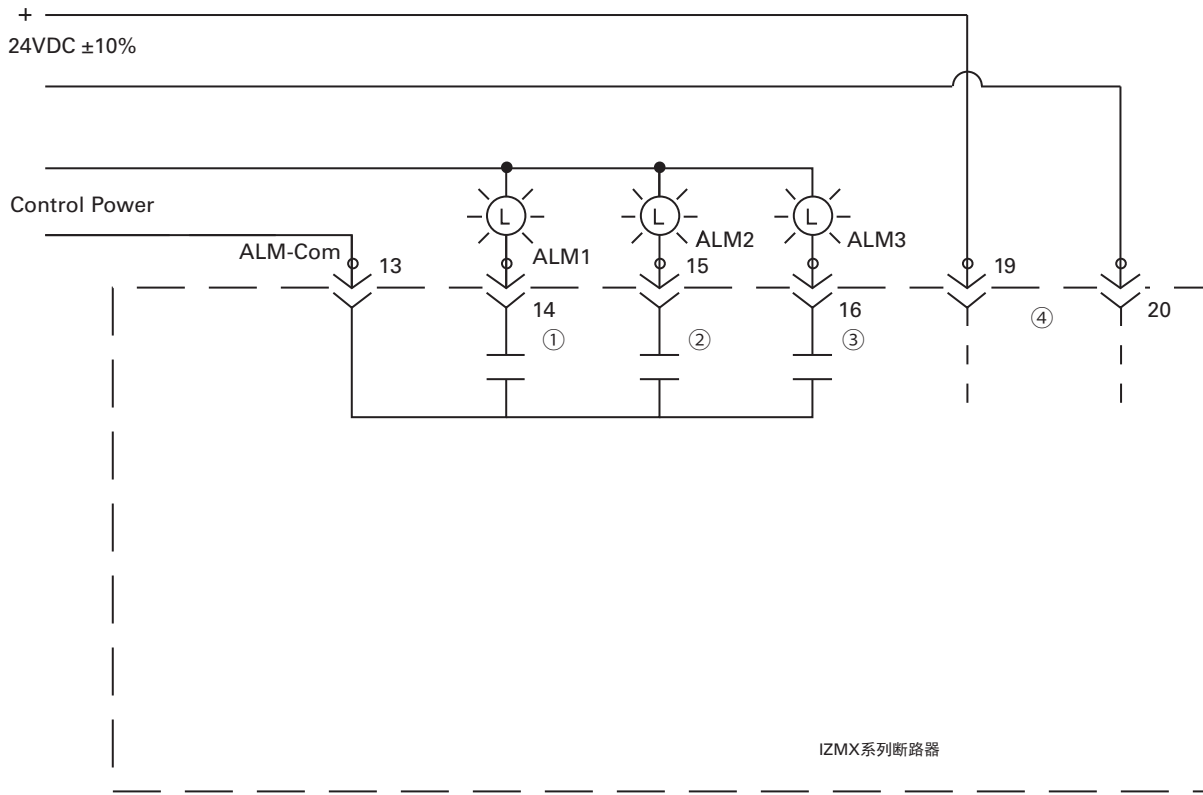 +
24VDC ±10%
Control Power
L
L
L
ALM-Com
13
ALM1
15
ALM2
ALM3
19
14
16
20
①
②
③
④
IZMX系列断路器